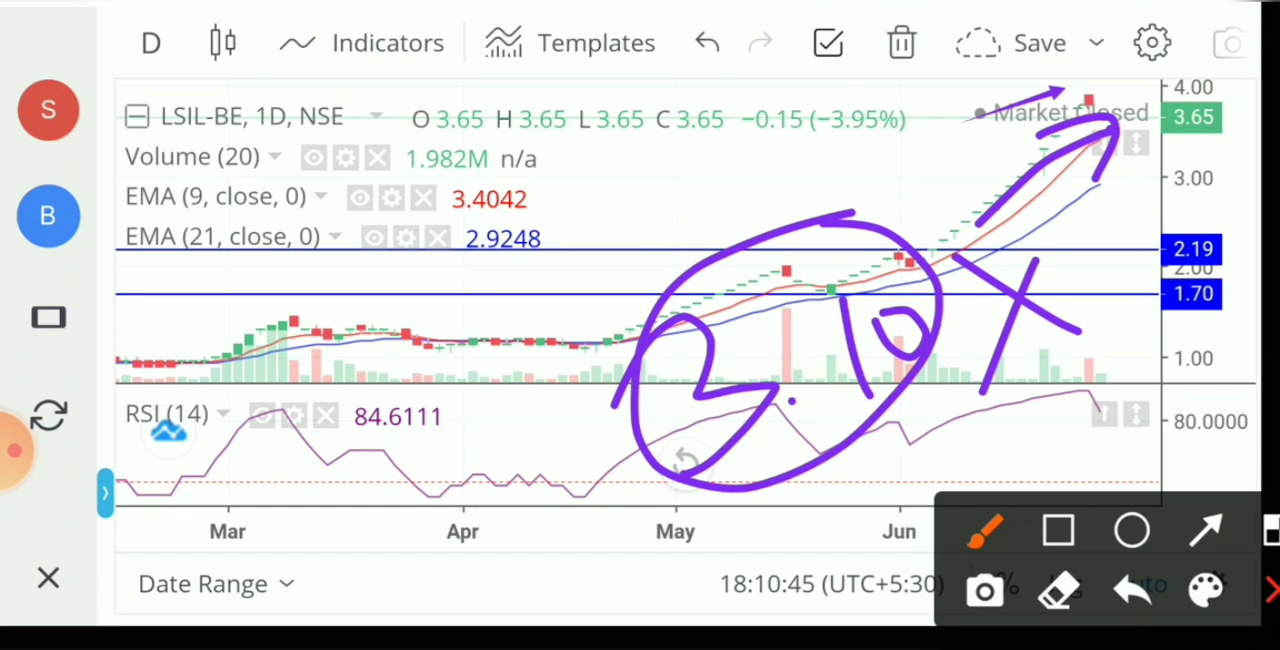 D Indicators Templates Save
S
LSIL-BE, 1D, NSE O 3.65 H 3.65 L 3.65 C 3.65 −0.15 (−3.95%) Market Closed
4.00
3.65
Volume (20) 1.982M n/a
3.00
B
EMA (9, close, 0) 3.4042
EMA (21, close, 0) 2.9248
2.19
2.00
1.70
3.10 X
1.00
RSI (14) 84.6111
80.0000
Mar Apr May Jun
Date Range 18:10:45 (UTC+5:30) %